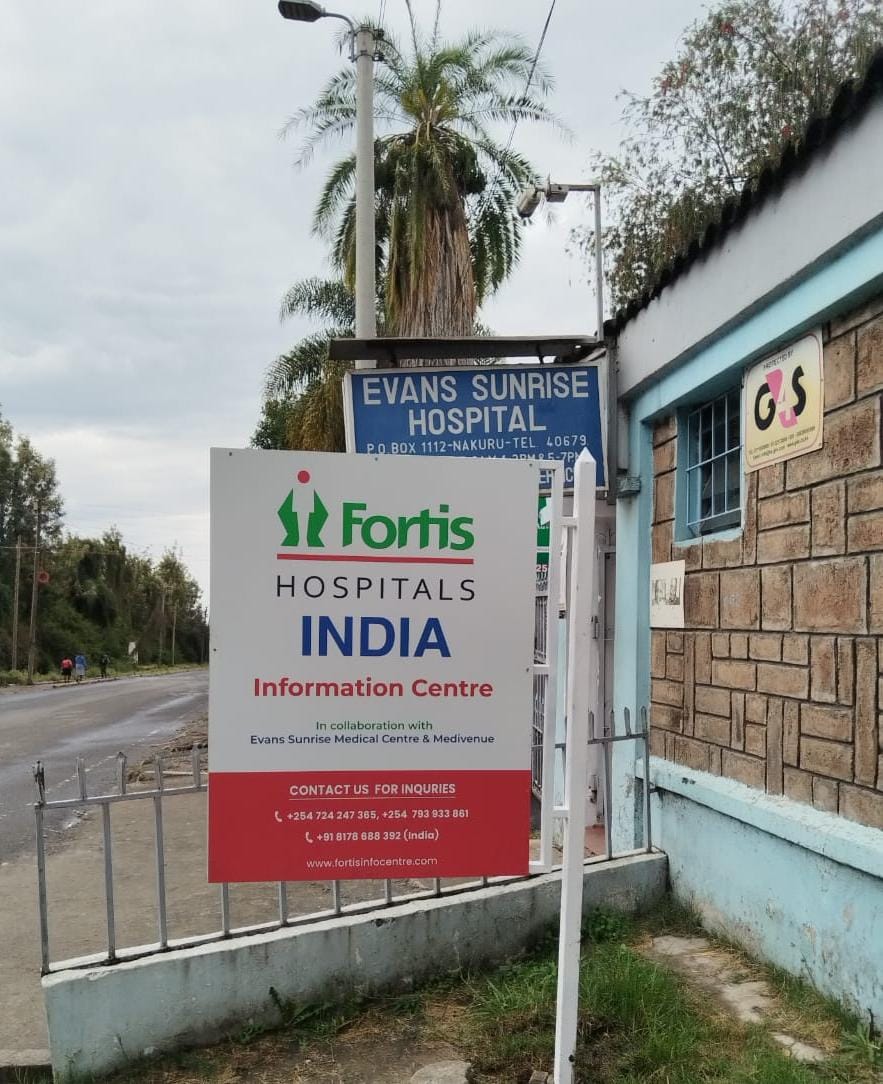 EVANS SUNRISE
HOSPITAL
P.O. BOX 1112-NAKURU-TEL 40679
Fortis
HOSPITALS
INDIA
Information Centre
In collaboration with
Evans Sunrise Medical Centre & Medivenue
CONTACT US FOR INQURIES
+254 724 247 365, +254 793 933 861
+91 8178 688 392 (India)
www.fortisinfocentre.com
PROTECTED BY
G4S